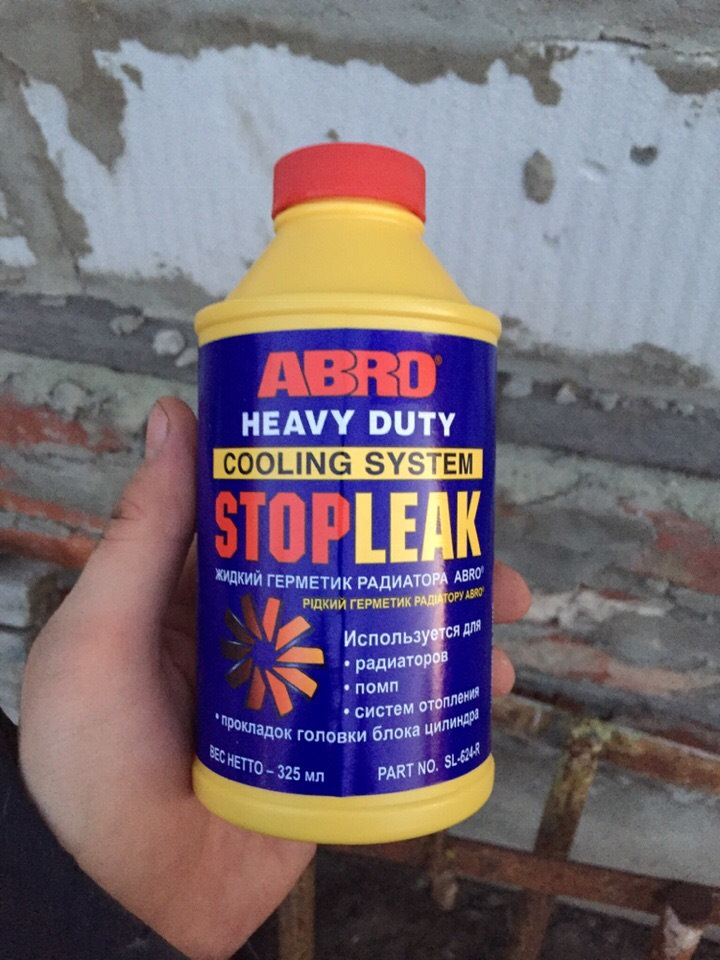 ABRO®
HEAVY DUTY
COOLING SYSTEM
STOPLEAK
ЖИДКИЙ ГЕРМЕТИК РАДИАТОРА ABRO®
РІДКИЙ ГЕРМЕТИК РАДІАТОРУ ABRO®
Используется для
• радиаторов
• помп
• систем отопления
• прокладок головки блока цилиндра
ВЕС НЕТТО – 325 мл
PART NO. SL-624-R